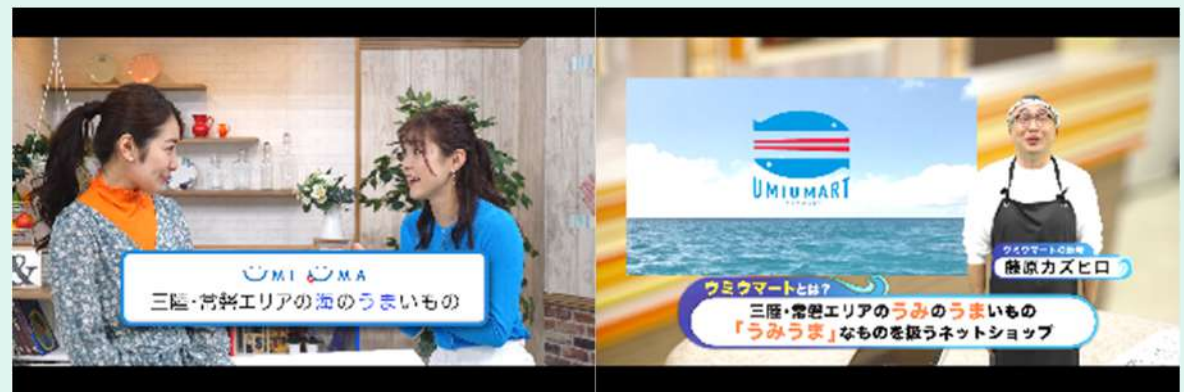 UMI UMA
三陸・常磐エリアの海のうまいもの
&
UMIUMART
ウミウマートの店長
藤原カズヒロ
ウミウマートとは?
三陸・常磐エリアのうみのうまいもの
「うみうま」なものを扱うネットショップ